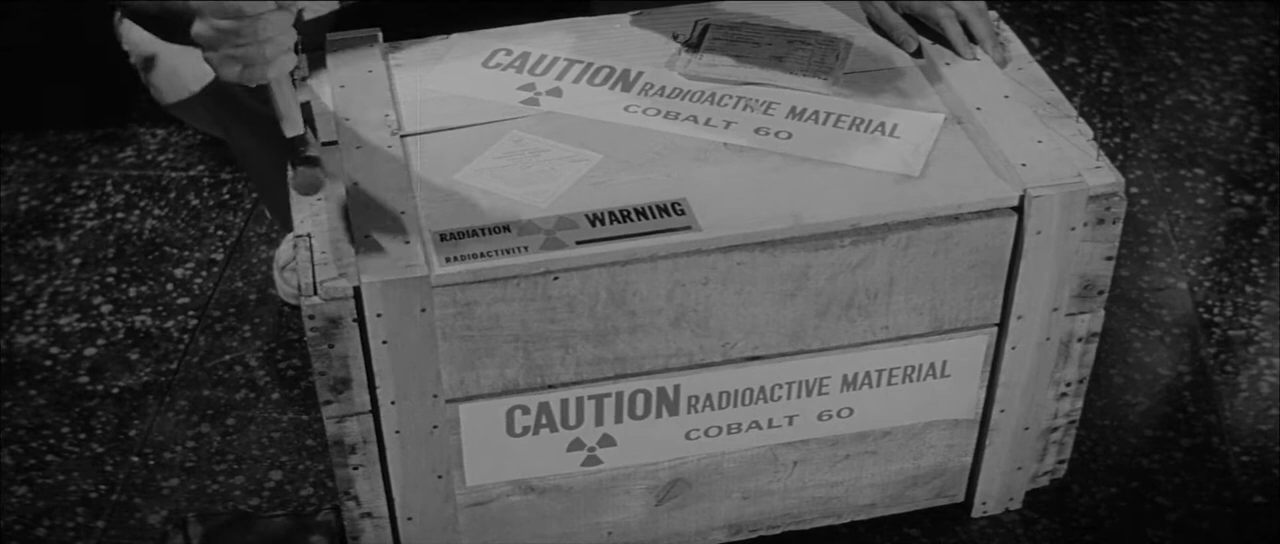 CAUTION RADIOACTIVE MATERIAL
COBALT 60
RADIATION WARNING
RADIOACTIVITY
CAUTION RADIOACTIVE MATERIAL
COBALT 60